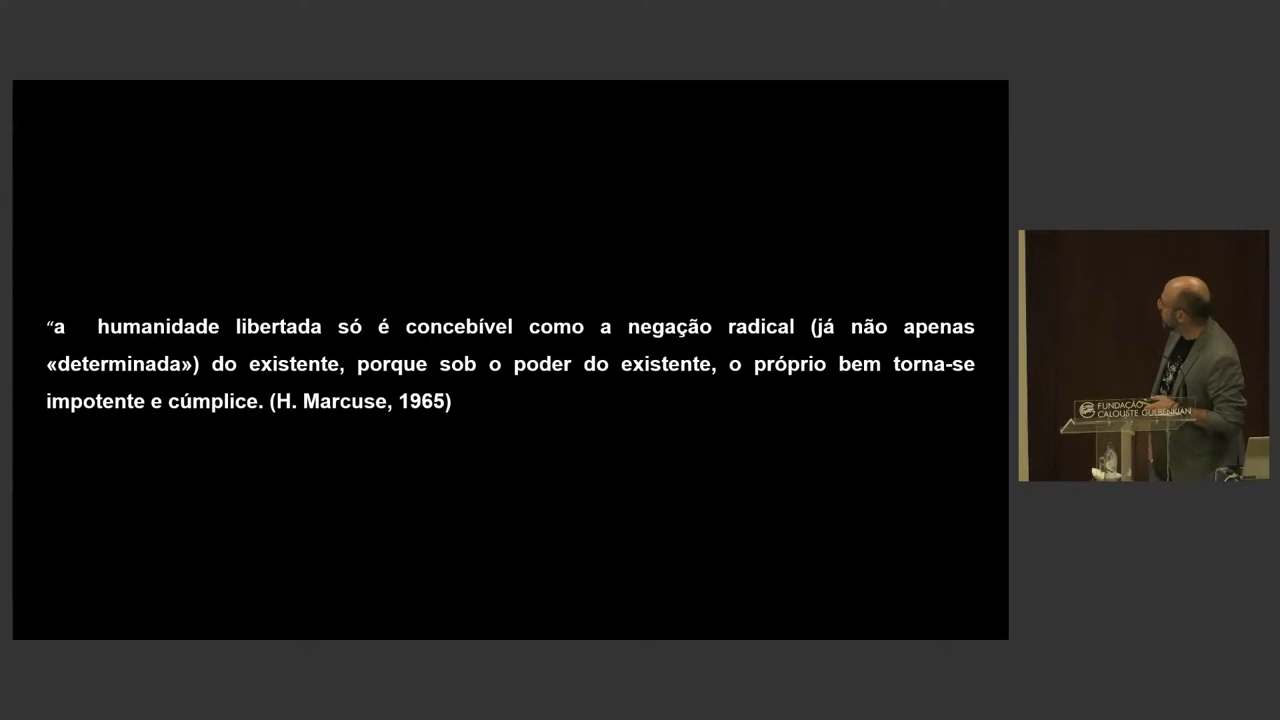 “a humanidade libertada só é concebível como a negação radical (já não apenas
«determinada») do existente, porque sob o poder do existente, o próprio bem torna-se
impotente e cúmplice. (H. Marcuse, 1965)
FUNDAÇÃO
CALOUSTE GULBENKIAN